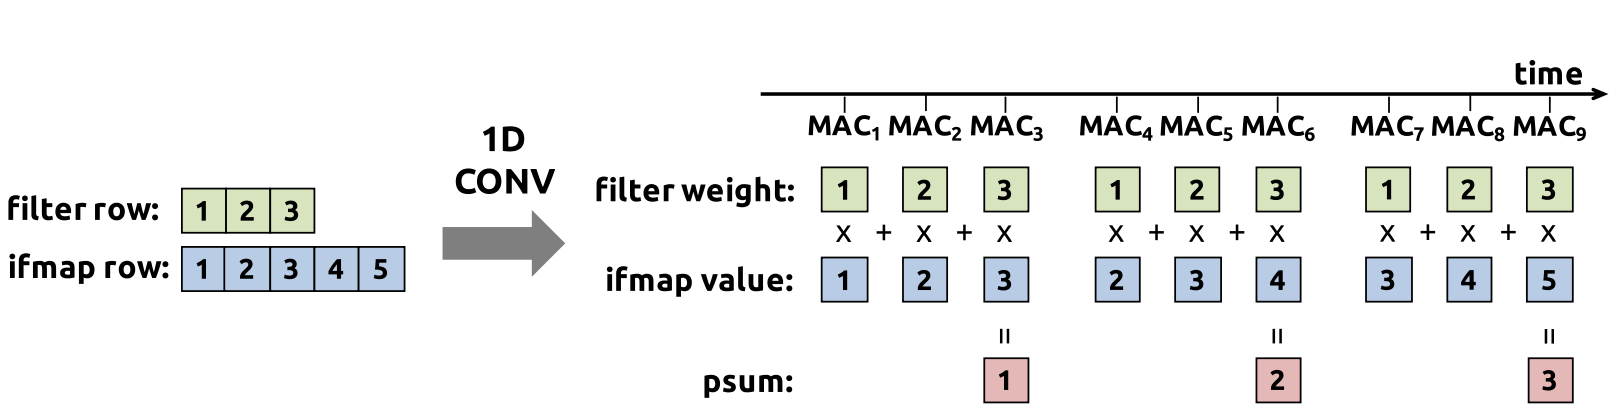 time
MAC1 MAC2 MAC3 MAC4 MAC5 MAC6 MAC7 MAC8 MAC9
1D
CONV
filter row: 1 2 3
ifmap row: 1 2 3 4 5
filter weight: 1 2 3 1 2 3 1 2 3
x + x + x x + x + x x + x + x
ifmap value: 1 2 3 2 3 4 3 4 5
= = =
psum: 1 2 3